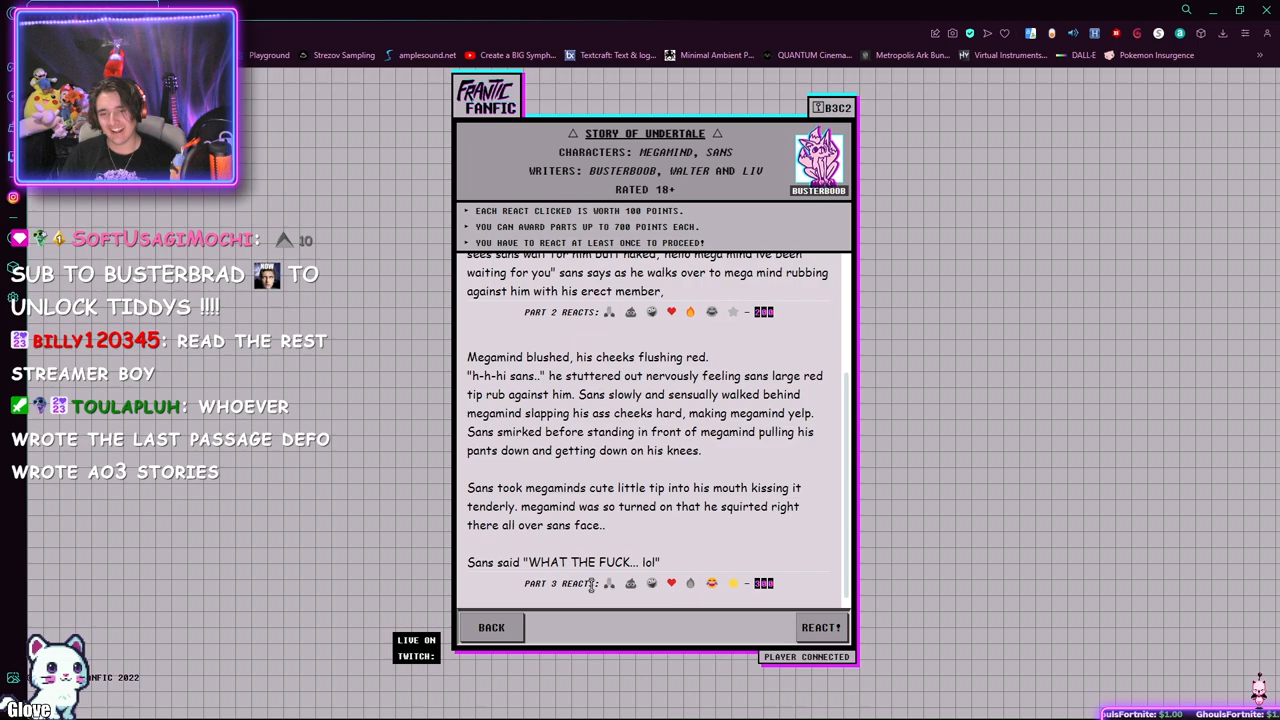 Playground
Strezov Sampling
amplesound.net
Create a BIG Symph...
Textcraft: Text & log...
Minimal Ambient P...
QUANTUM Cinema...
Metropolis Ark Bun...
Virtual Instruments...
DALL-E
Pokemon Insurgence
FRANTIC
FANFIC
B3C2
STORY OF UNDERTALE
CHARACTERS: MEGAMIND, SANS
WRITERS: BUSTERBOOB, WALTER AND LIV
RATED 18+
BUSTERBOOB
EACH REACT CLICKED IS WORTH 100 POINTS.
YOU CAN AWARD PARTS UP TO 700 POINTS EACH.
YOU HAVE TO REACT AT LEAST ONCE TO PROCEED!
sees sans wait for him butt naked, hello mega mind ive been
waiting for you" sans says as he walks over to mega mind rubbing
against him with his erect member,
PART 2 REACTS: - 200
Megamind blushed, his cheeks flushing red.
"h-h-hi sans.." he stuttered out nervously feeling sans large red
tip rub against him. Sans slowly and sensually walked behind
megamind slapping his ass cheeks hard, making megamind yelp.
Sans smirked before standing in front of megamind pulling his
pants down and getting down on his knees.
Sans took megaminds cute little tip into his mouth kissing it
tenderly. megamind was so turned on that he squirted right
there all over sans face..
Sans said "WHAT THE FUCK... lol"
PART 3 REACTS: - 300
BACK
REACT!
LIVE ON
TWITCH:
PLAYER CONNECTED
SOFTUSAGIMOCHI: 10
SUB TO BUSTERBRAD NOW TO
UNLOCK TIDDYS !!!!
2023 BILLY120345: READ THE REST
STREAMER BOY
2023 TOULAPLUH: WHOEVER
WROTE THE LAST PASSAGE DEFO
WROTE AO3 STORIES
ANFIC 2022
Glove
oulsFortnite: $1.00 GhoulsFortnite: $1